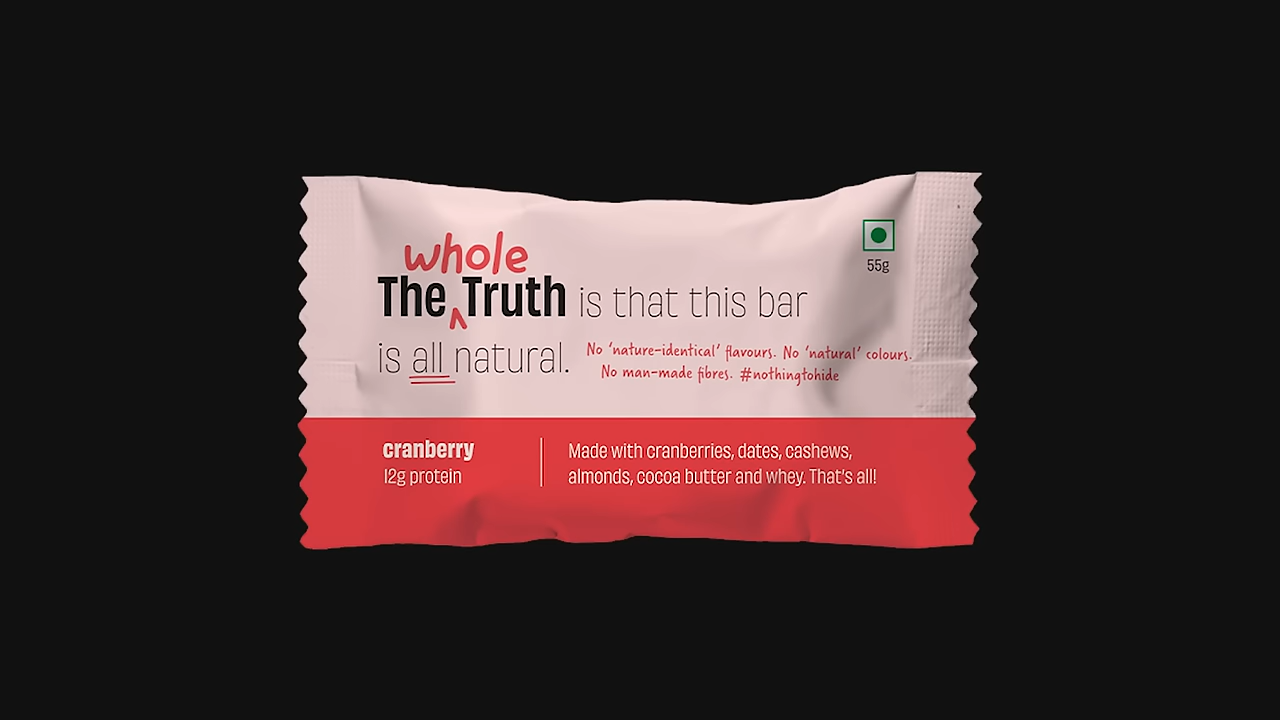 whole
The ^ Truth is that this bar
is all natural.
No 'nature-identical' flavours. No 'natural' colours.
No man-made fibres. #nothingtohide
55g
cranberry
12g protein
Made with cranberries, dates, cashews,
almonds, cocoa butter and whey. That's all!